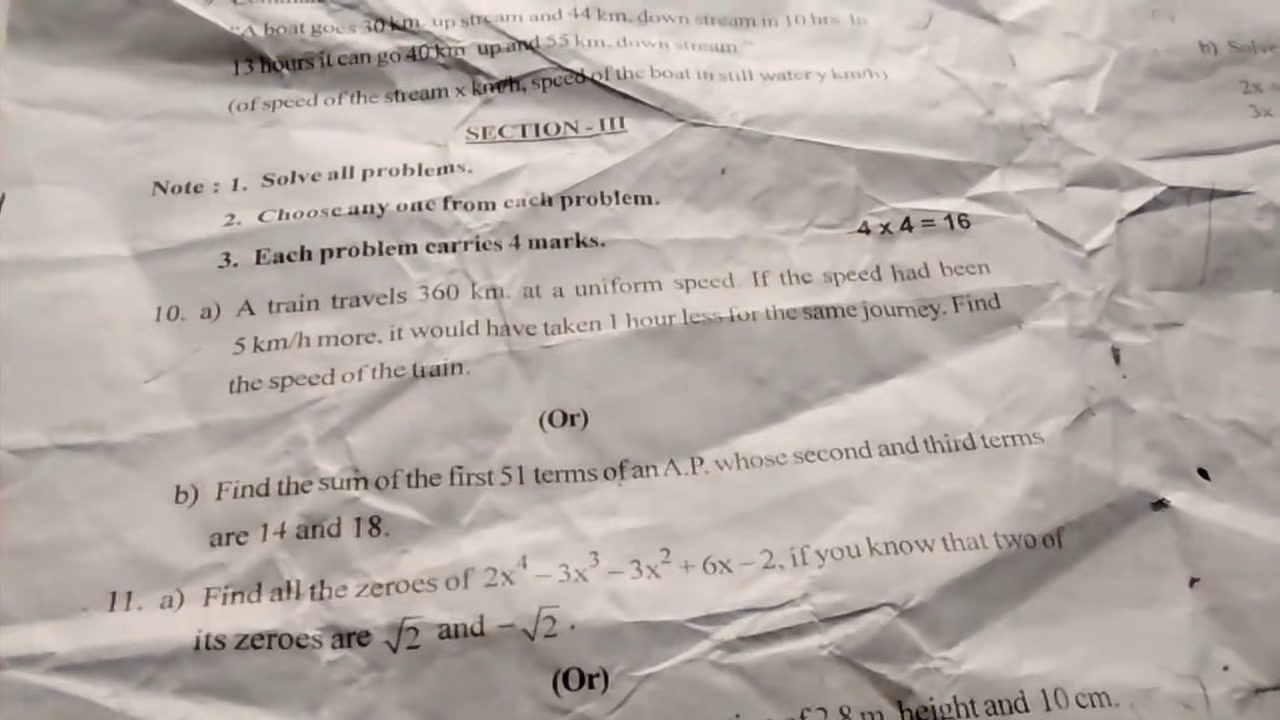 "A boat goes 30 km. up stream and 44 km. down stream in 10 hrs. In
13 hours it can go 40 km up and 55 km. down stream."
(of speed of the stream x km/h, speed of the boat in still water y km/h)
SECTION - III
Note : 1. Solve all problems.
2. Choose any one from each problem.
3. Each problem carries 4 marks.
4 x 4 = 16
10. a) A train travels 360 km. at a uniform speed. If the speed had been
5 km/h more, it would have taken 1 hour less for the same journey. Find
the speed of the train.
(Or)
b) Find the sum of the first 51 terms of an A.P. whose second and third terms
are 14 and 18.
11. a) Find all the zeroes of 2x⁴ – 3x³ – 3x² + 6x – 2, if you know that two of
its zeroes are √2 and – √2 .
(Or)
2.8 m height and 10 cm.
b) Solve
2x
3x